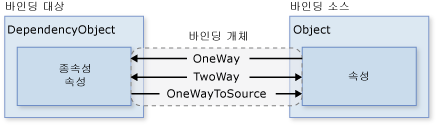 바인딩 대상
바인딩 소스
DependencyObject
바인딩 개체
Object
종속성
속성
OneWay
TwoWay
OneWayToSource
속성